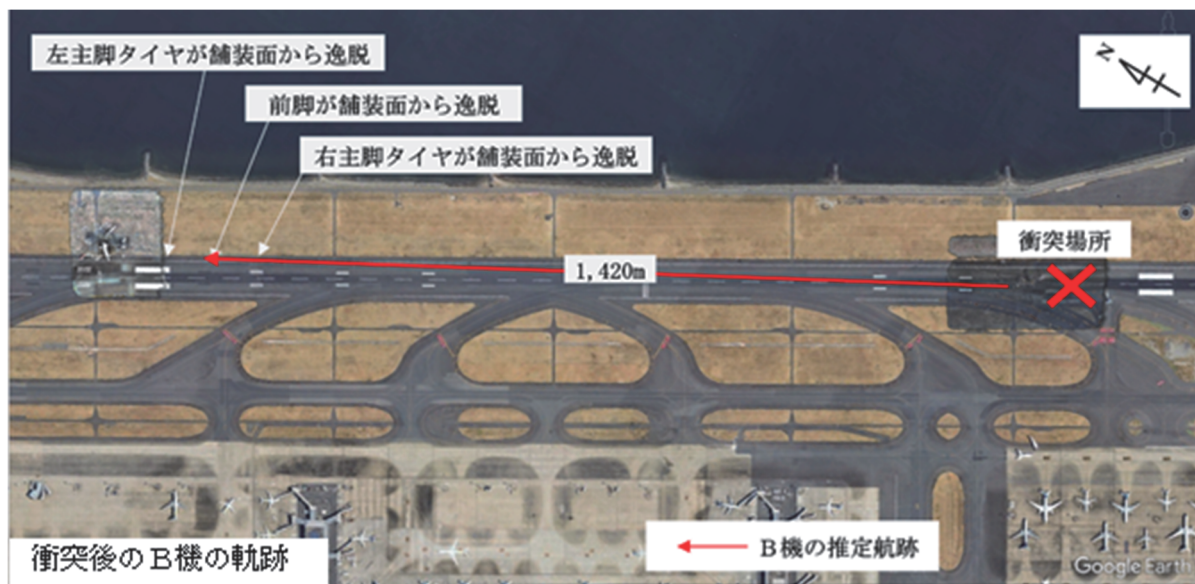 左主脚タイヤが舗装面から逸脱
前脚が舗装面から逸脱
右主脚タイヤが舗装面から逸脱
N
衝突場所
1,420m
B機の推定航跡
衝突後のB機の軌跡
Google Earth